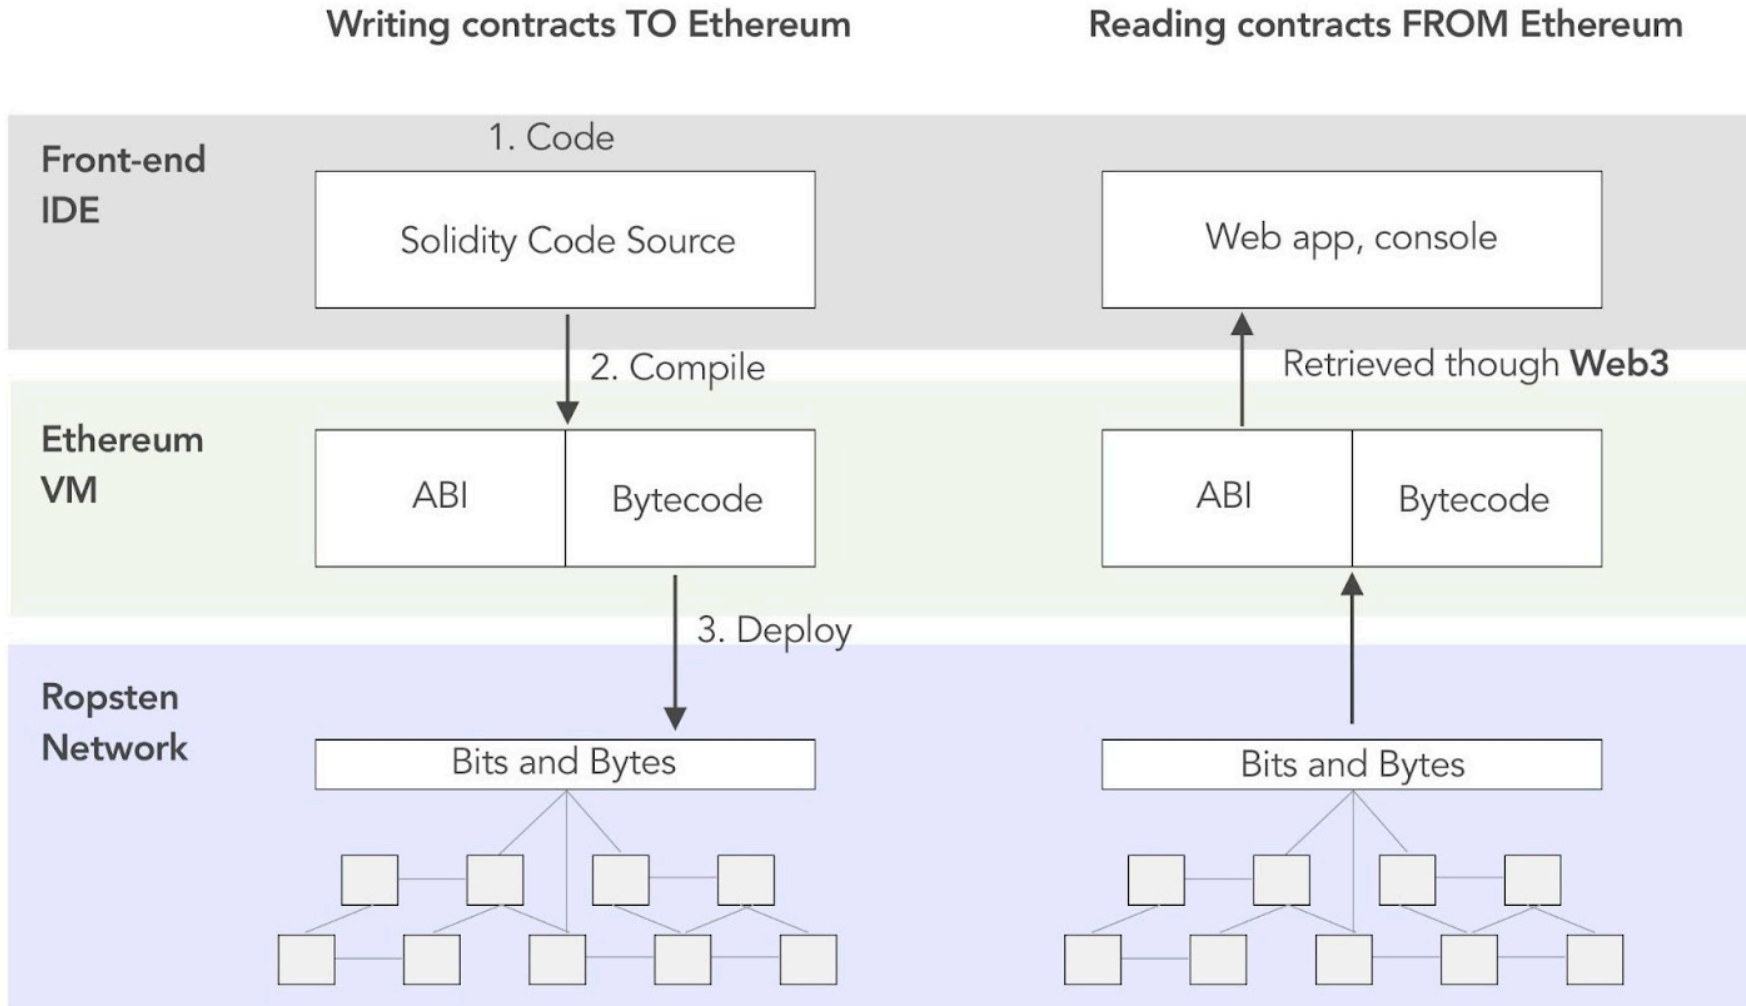 Writing contracts TO Ethereum
Reading contracts FROM Ethereum
Front-end
IDE
1. Code
Solidity Code Source
Web app, console
2. Compile
Retrieved though Web3
Ethereum
VM
ABI
Bytecode
ABI
Bytecode
3. Deploy
Ropsten
Network
Bits and Bytes
Bits and Bytes